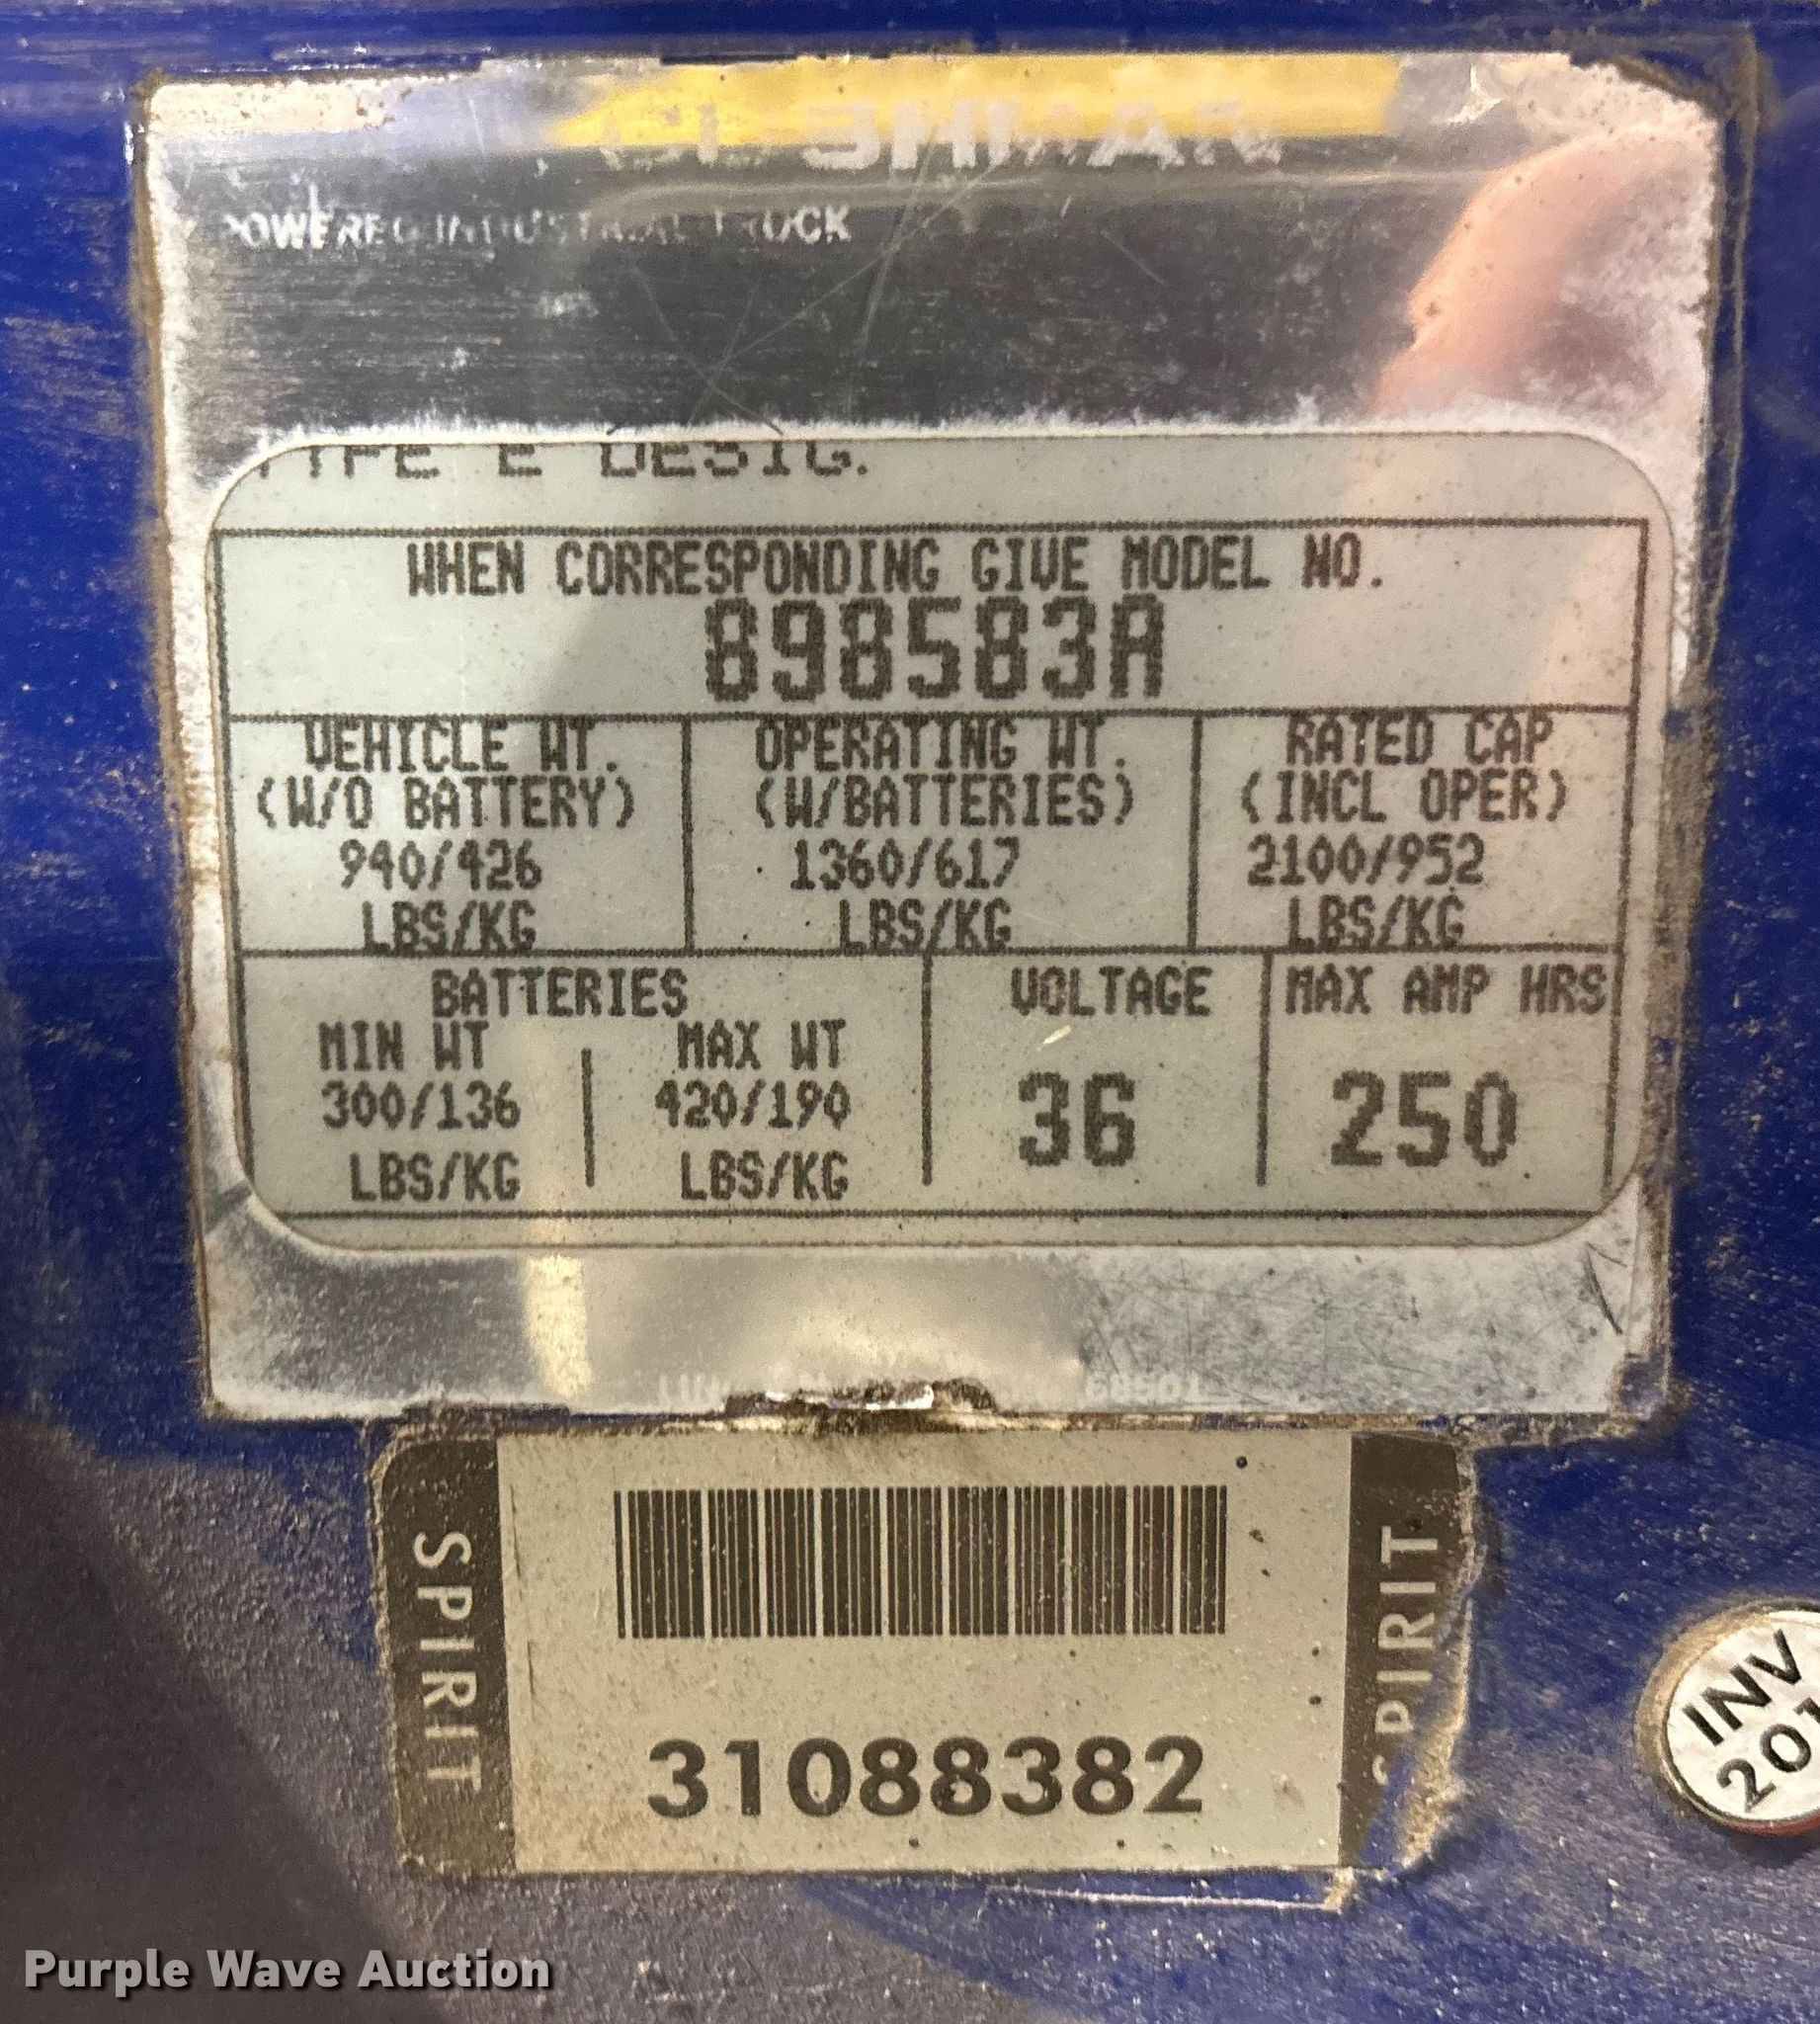 POWERED INDUSTRIAL TRUCK
TYPE E DESIG.
WHEN CORRESPONDING GIVE MODEL NO.
898583A
VEHICLE WT.
(W/O BATTERY)
940/426
LBS/KG
OPERATING WT.
(W/BATTERIES)
1360/617
LBS/KG
RATED CAP
(INCL OPER)
2100/952
LBS/KG
BATTERIES
MIN WT
300/136
LBS/KG
MAX WT
420/190
LBS/KG
VOLTAGE
36
MAX AMP HRS
250
SPIRIT
31088382
SPIRIT
INV
Purple Wave Auction